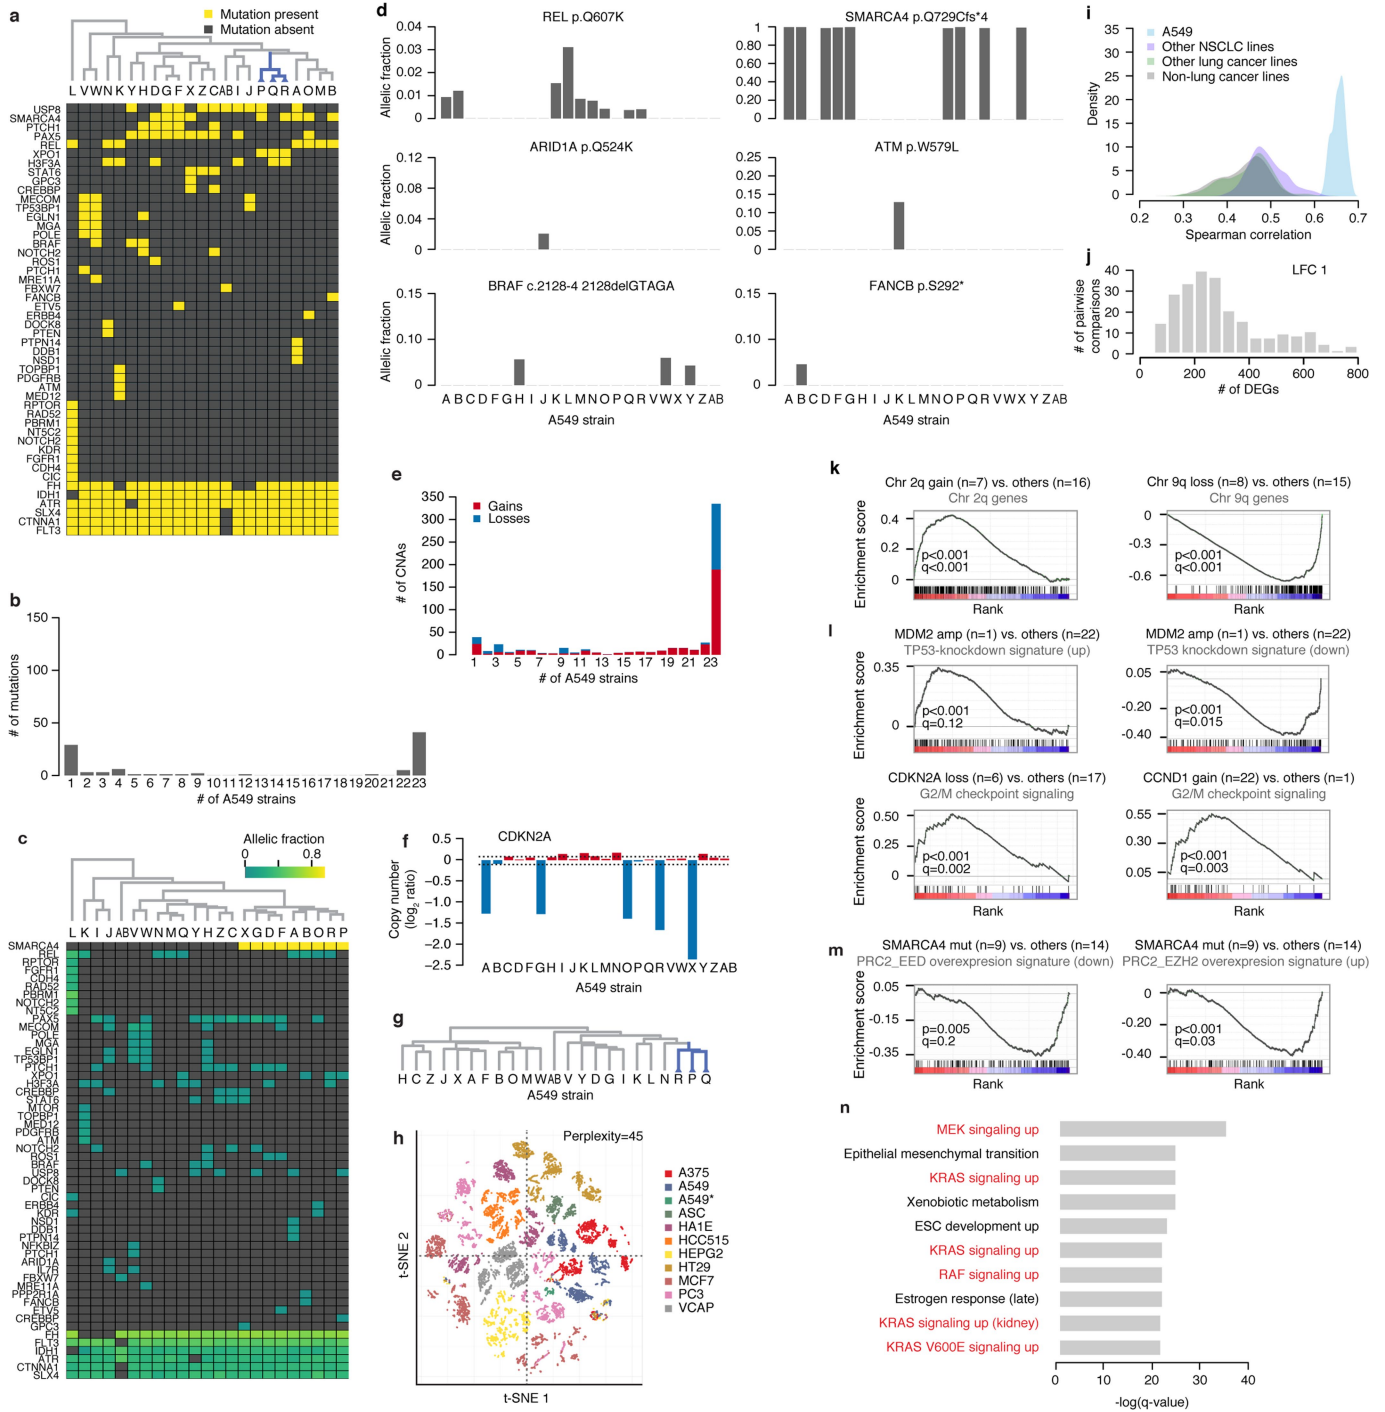 a
Mutation present
Mutation absent
L V W N K Y H D G F X Z C AB I J P Q R A O M B
USP8
SMARCA4
PTCH1
PAX5
REL
XPO1
H3F3A
STAT6
GPC3
CREBBP
MECOM
TP53BP1
EGLN1
MGA
POLE
BRAF
NOTCH2
ROS1
PTCH1
MRE11A
FBXW7
FANCB
ETV5
ERBB4
DOCK8
PTEN
PTPN14
DDB1
NSD1
TOPBP1
PDGFRB
ATM
MED12
RPTOR
RAD52
PBRM1
NT5C2
NOTCH2
KDR
FGFR1
CDH4
CIC
FH
IDH1
ATR
SLX4
CTNNA1
FLT3
b
# of mutations
150
100
50
0
1 2 3 4 5 6 7 8 9 10 11 12 13 14 15 16 17 18 19 20 21 22 23
# of A549 strains
c
Allelic fraction
0 0.8
L K I J AB V W N M Q Y H Z C X G D F A B O R P
SMARCA4
REL
RPTOR
FGFR1
CDH4
RAD52
PBRM1
NOTCH2
NT5C2
PAX5
MECOM
POLE
MGA
EGLN1
TP53BP1
PTCH1
XPO1
H3F3A
CREBBP
STAT6
MTOR
TOPBP1
MED12
PDGFRB
ATM
NOTCH2
ROS1
BRAF
USP8
DOCK8
PTEN
CIC
ERBB4
KDR
NSD1
DDB1
PTPN14
NFKBIZ
PTCH1
ARID1A
IL7R
FBXW7
MRE11A
PPP2R1A
FANCB
ETV5
CREBBP
GPC3
FH
FLT3
IDH1
ATR
CTNNA1
SLX4
d
REL p.Q607K
Allelic fraction
0.04
0.03
0.02
0.01
0
SMARCA4 p.Q729Cfs*4
1
0.80
0.60
0.40
0.20
0
ARID1A p.Q524K
Allelic fraction
0.12
0.08
0.04
0
ATM p.W579L
0.25
0.20
0.15
0.10
0.05
0
BRAF c.2128-4 2128delGTAGA
Allelic fraction
0.15
0.10
0
A B C D F G H I J K L M N O P Q R V W X Y Z AB
A549 strain
FANCB p.S292*
0.15
0.10
0
A B C D F G H I J K L M N O P Q R V W X Y Z AB
A549 strain
e
Gains
Losses
# of CNAs
350
300
250
200
150
100
50
0
1 3 5 7 9 11 13 15 17 19 21 23
# of A549 strains
f
CDKN2A
Copy number
(log2 ratio)
0.5
0
−0.5
−1.0
−1.5
−2.0
−2.5
A B C D F G H I J K L M N O P Q R V W X Y Z AB
A549 strain
g
H C Z J X A F B O M W AB V Y D G I K L N R P Q
A549 strain
h
Perplexity=45
t-SNE 2
t-SNE 1
A375
A549
A549*
ASC
HA1E
HCC515
HEPG2
HT29
MCF7
PC3
VCAP
i
A549
Other NSCLC lines
Other lung cancer lines
Non-lung cancer lines
Density
35
30
25
20
15
10
5
0
0.2 0.3 0.4 0.5 0.6 0.7
Spearman correlation
j
LFC 1
# of pairwise
comparisons
40
30
20
10
0
0 200 400 600 800
# of DEGs
k
Chr 2q gain (n=7) vs. others (n=16)
Chr 2q genes
Enrichment score
0.4
0.2
0
p<0.001
q<0.001
Rank
Chr 9q loss (n=8) vs. others (n=15)
Chr 9q genes
0
-0.3
-0.6
p<0.001
q<0.001
Rank
l
MDM2 amp (n=1) vs. others (n=22)
TP53-knockdown signature (up)
Enrichment score
0.35
0
p<0.001
q=0.12
MDM2 amp (n=1) vs. others (n=22)
TP53 knockdown signature (down)
0.05
-0.20
-0.40
p<0.001
q=0.015
CDKN2A loss (n=6) vs. others (n=17)
G2/M checkpoint signaling
Enrichment score
0.50
0.25
0
p<0.001
q=0.002
Rank
CCND1 gain (n=22) vs. others (n=1)
G2/M checkpoint signaling
0.55
0.30
0.05
p<0.001
q=0.003
Rank
m
SMARCA4 mut (n=9) vs. others (n=14)
PRC2_EED overexpresion signature (down)
Enrichment score
0.05
-0.15
-0.35
p=0.005
q=0.2
Rank
SMARCA4 mut (n=9) vs. others (n=14)
PRC2_EZH2 overexpresion signature (up)
0
-0.20
-0.40
p<0.001
q=0.03
Rank
n
MEK singaling up
Epithelial mesenchymal transition
KRAS signaling up
Xenobiotic metabolism
ESC development up
KRAS signaling up
RAF signaling up
Estrogen response (late)
KRAS signaling up (kidney)
KRAS V600E signaling up
0 10 20 30 40
-log(q-value)